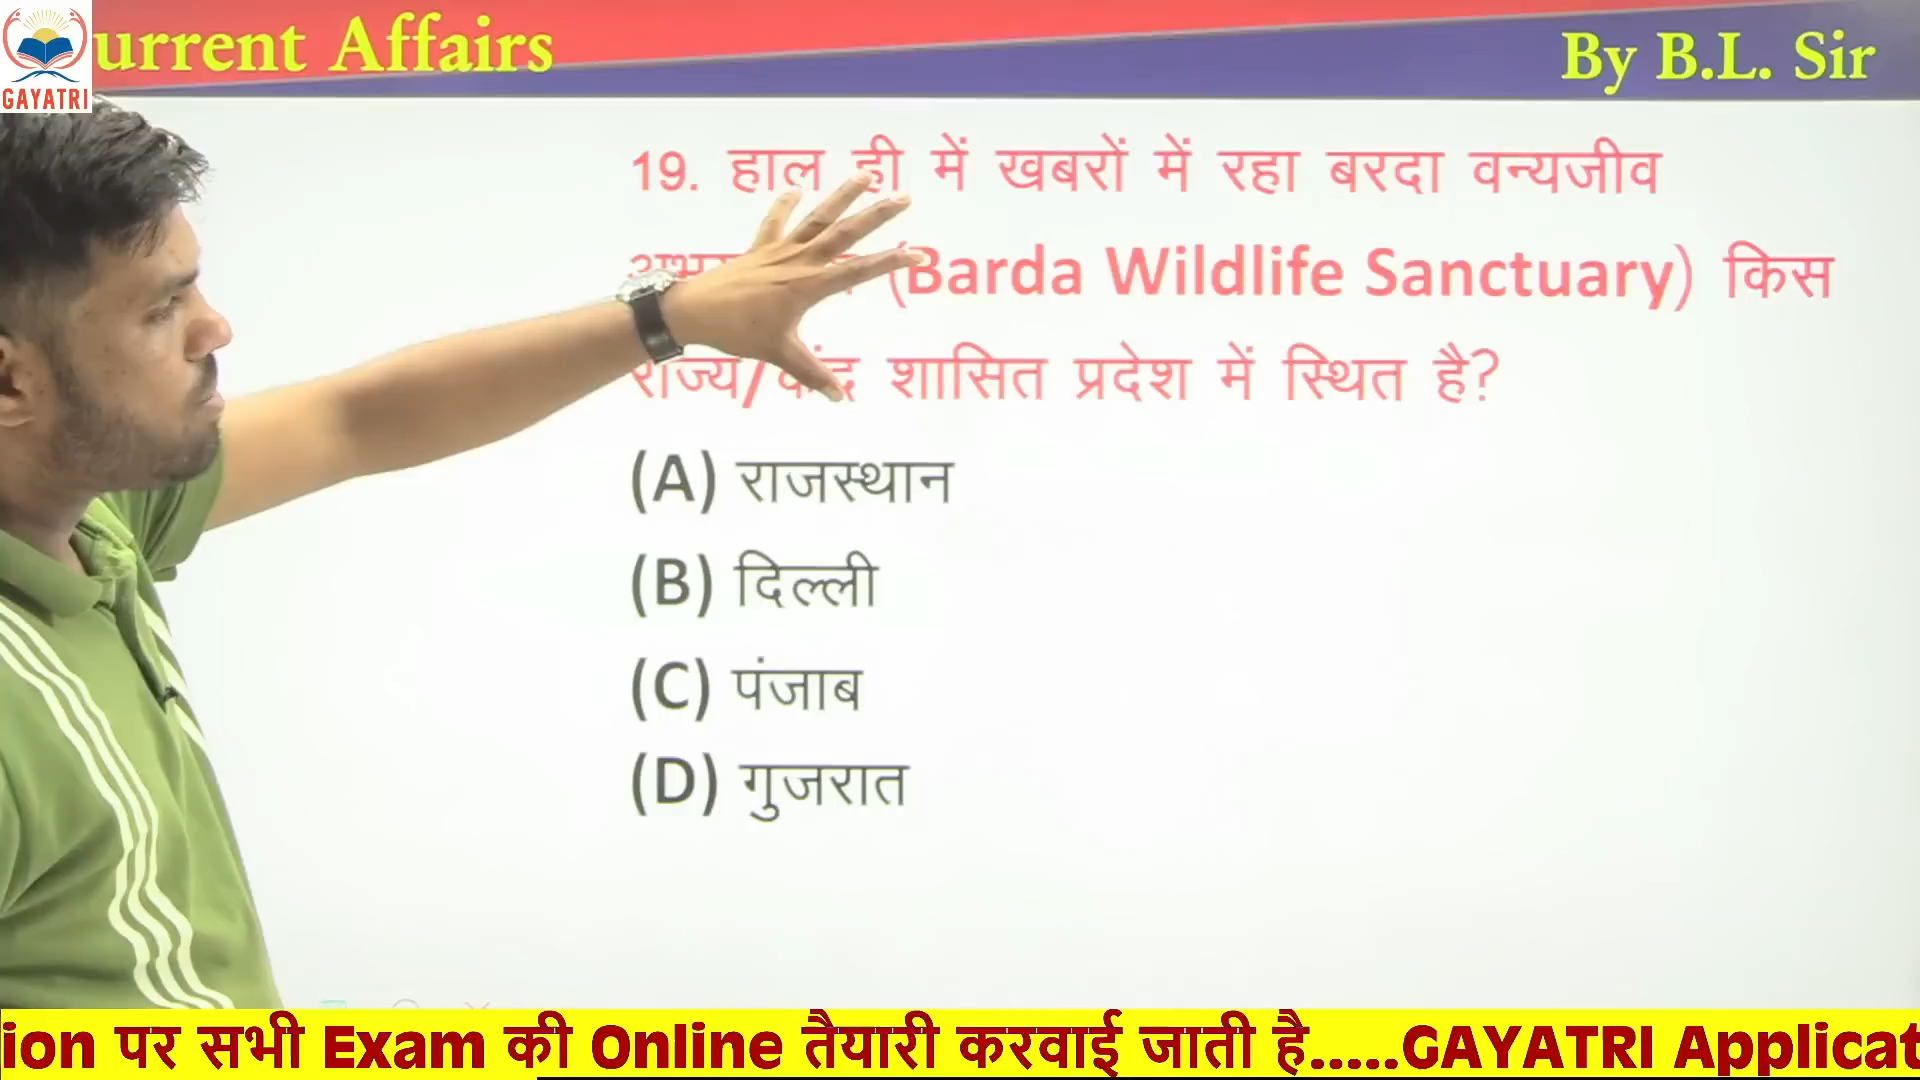 urrent Affairs
By B.L. Sir
GAYATRI
19. हाल ही में खबरों में रहा बरदा वन्यजीव
(Barda Wildlife Sanctuary) किस
राज्य/ शासित प्रदेश में स्थित है?
(A) राजस्थान
(B) दिल्ली
(C) पंजाब
(D) गुजरात
ion पर सभी Exam की Online तैयारी करवाई जाती है.....GAYATRI Applicat